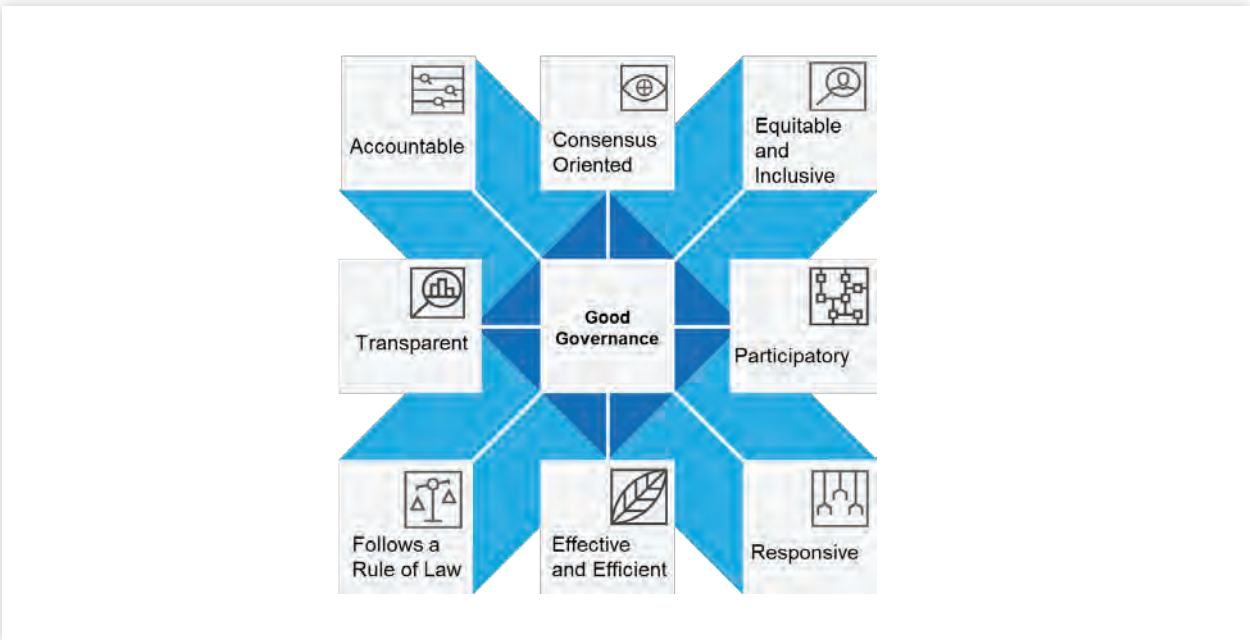 Accountable
Consensus
Oriented
Equitable
and
Inclusive
Transparent
Good
Governance
Participatory
Follows a
Rule of Law
Effective
and Efficient
Responsive